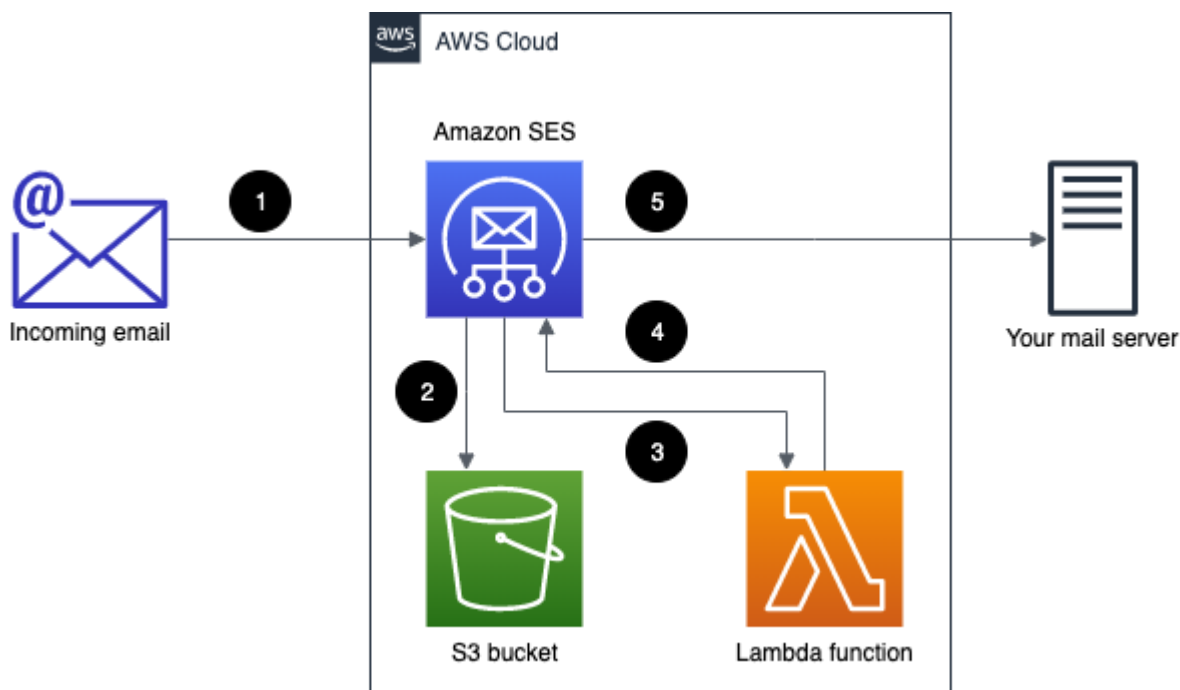 aws
AWS Cloud
Amazon SES
@
1
5
Incoming email
4
Your mail server
2
3
S3 bucket
Lambda function